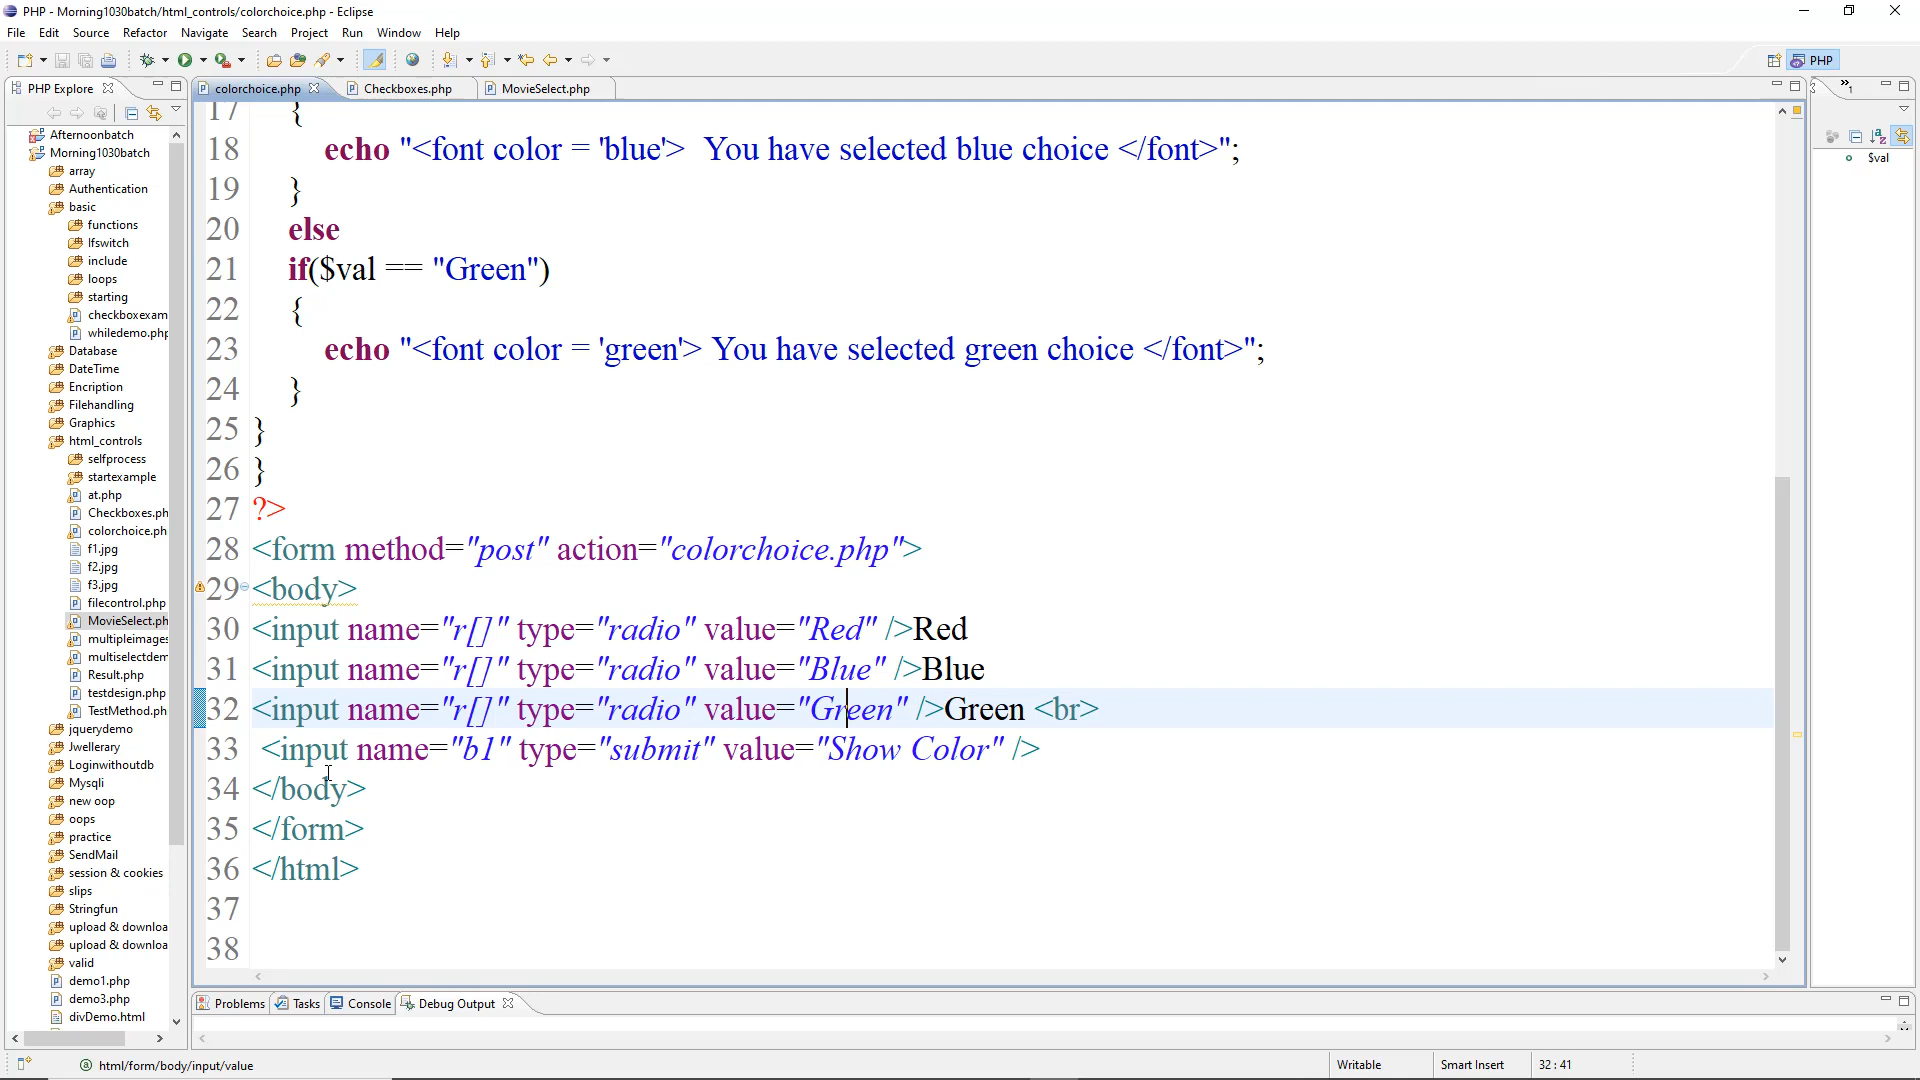 PHP - Morning1030batch/html_controls/colorchoice.php - Eclipse
File Edit Source Refactor Navigate Search Project Run Window Help
PHP
PHP Explore
colorchoice.php
Checkboxes.php
MovieSelect.php
Afternoonbatch
Morning1030batch
array
Authentication
basic
functions
Ifswitch
include
loops
starting
checkboxexam
whiledemo.php
Database
DateTime
Encription
Filehandling
Graphics
html_controls
selfprocess
startexample
at.php
Checkboxes.ph
colorchoice.ph
f1.jpg
f2.jpg
f3.jpg
filecontrol.php
MovieSelect.ph
multipleimages
multiselectdem
Result.php
testdesign.php
TestMethod.ph
jquerydemo
Jwellerary
Loginwithoutdb
Mysqli
new oop
oops
practice
SendMail
session & cookies
slips
Stringfun
upload & downloa
upload & downloa
valid
demo1.php
demo3.php
divDemo.html
17 {
18 echo "<font color = 'blue'>  You have selected blue choice </font>";
19 }
20 else
21 if($val == "Green")
22 {
23 echo "<font color = 'green'> You have selected green choice </font>";
24 }
25 }
26 }
27 ?>
28 <form method="post" action="colorchoice.php">
29 <body>
30 <input name="r[]" type="radio" value="Red" />Red
31 <input name="r[]" type="radio" value="Blue" />Blue
32 <input name="r[]" type="radio" value="Green" />Green <br>
33 <input name="b1" type="submit" value="Show Color" />
34 </body>
35 </form>
36 </html>
37
38
$val
Problems Tasks Console Debug Output
html/form/body/input/value
Writable
Smart Insert
32 : 41